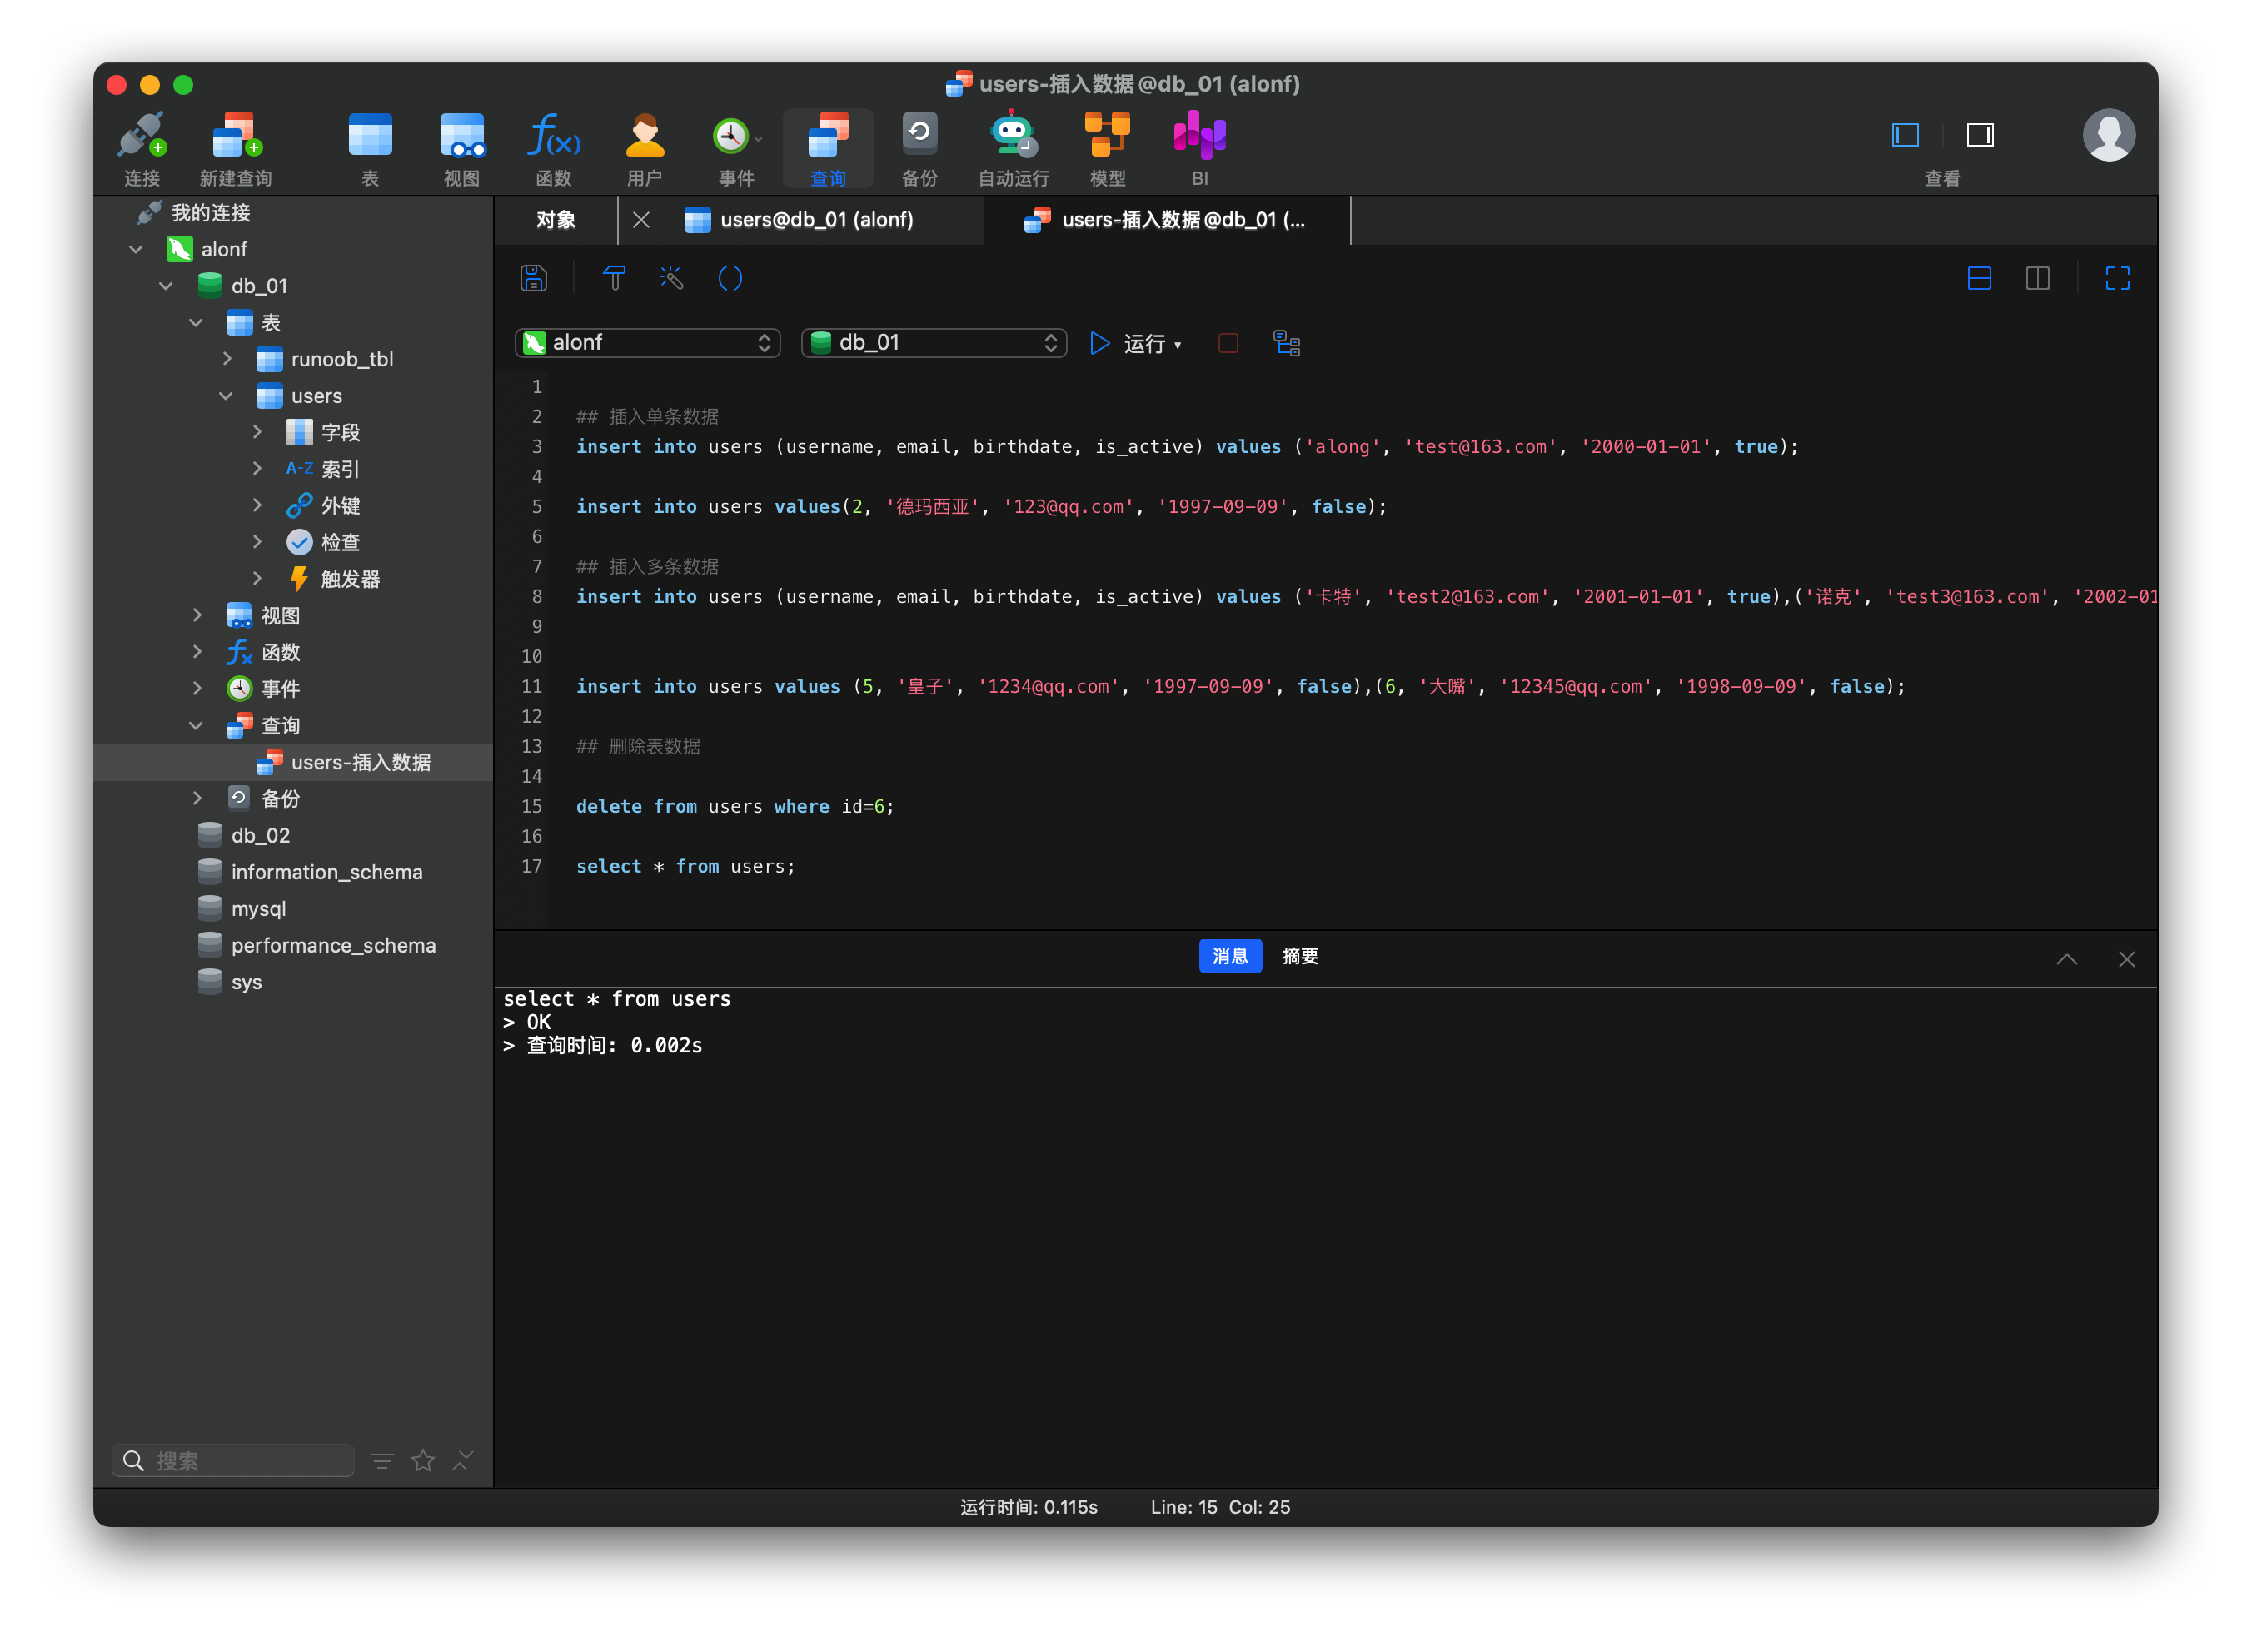 users-插入数据@db_01 (alonf)
连接
新建查询
表
视图
函数
用户
事件
查询
备份
自动运行
模型
BI
查看
我的连接
alonf
db_01
表
runoob_tbl
users
字段
A-Z 索引
外键
检查
触发器
视图
函数
事件
查询
users-插入数据
备份
db_02
information_schema
mysql
performance_schema
sys
搜索
对象
users@db_01 (alonf)
users-插入数据@db_01 (...
alonf
db_01
运行
1
2 ## 插入单条数据
3 insert into users (username, email, birthdate, is_active) values ('along', 'test@163.com', '2000-01-01', true);
4
5 insert into users values(2, '德玛西亚', '123@qq.com', '1997-09-09', false);
6
7 ## 插入多条数据
8 insert into users (username, email, birthdate, is_active) values ('卡特', 'test2@163.com', '2001-01-01', true),('诺克', 'test3@163.com', '2002-01
9
10
11 insert into users values (5, '皇子', '1234@qq.com', '1997-09-09', false),(6, '大嘴', '12345@qq.com', '1998-09-09', false);
12
13 ## 删除表数据
14
15 delete from users where id=6;
16
17 select * from users;
消息
摘要
select * from users
> OK
> 查询时间: 0.002s
运行时间: 0.115s
Line: 15 Col: 25